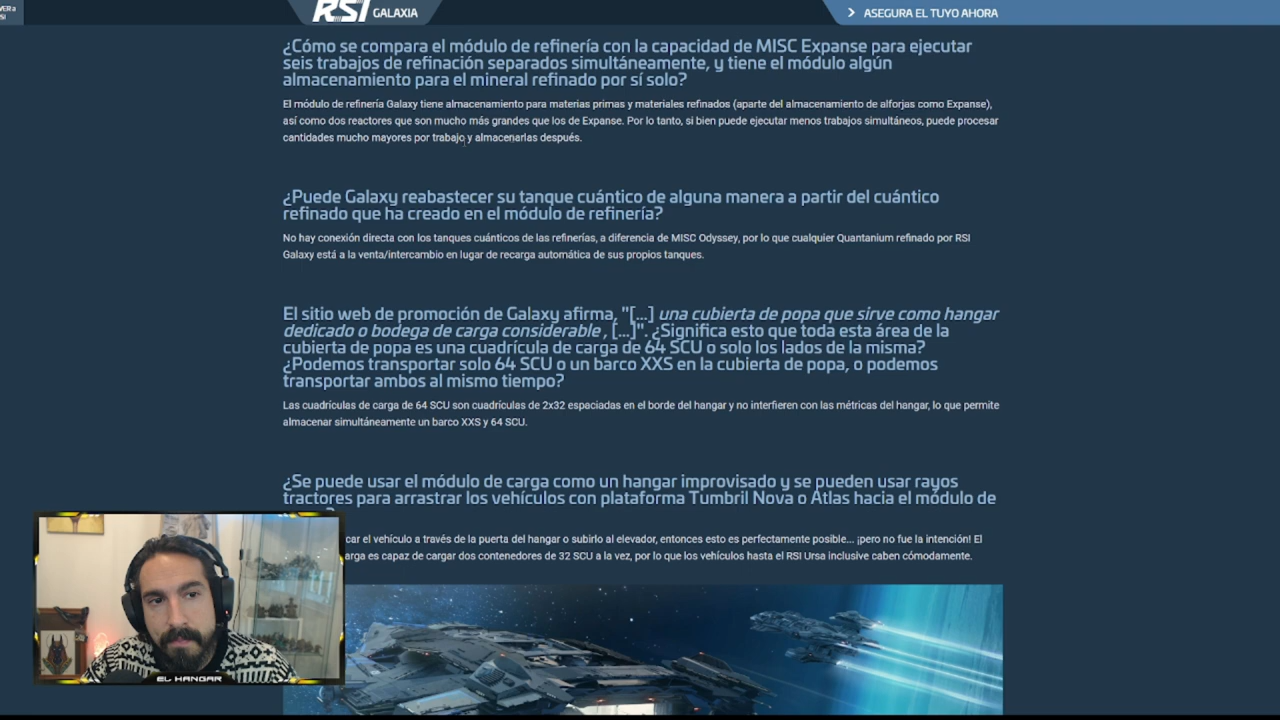 VER a
SI
RSI GALAXIA
ASEGURA EL TUYO AHORA
¿Cómo se compara el módulo de refinería con la capacidad de MISC Expanse para ejecutar
seis trabajos de refinación separados simultáneamente, y tiene el módulo algún
almacenamiento para el mineral refinado por sí solo?
El módulo de refinería Galaxy tiene almacenamiento para materias primas y materiales refinados (aparte del almacenamiento de alforjas como Expanse),
así como dos reactores que son mucho más grandes que los de Expanse. Por lo tanto, si bien puede ejecutar menos trabajos simultáneos, puede procesar
cantidades mucho mayores por trabajo y almacenarlas después.
¿Puede Galaxy reabastecer su tanque cuántico de alguna manera a partir del cuántico
refinado que ha creado en el módulo de refinería?
No hay conexión directa con los tanques cuánticos de las refinerías, a diferencia de MISC Odyssey, por lo que cualquier Quantanium refinado por RSI
Galaxy está a la venta/intercambio en lugar de recarga automática de sus propios tanques.
El sitio web de promoción de Galaxy afirma, "[...] una cubierta de popa que sirve como hangar
dedicado o bodega de carga considerable , [...]". ¿Significa esto que toda esta área de la
cubierta de popa es una cuadrícula de carga de 64 SCU o solo los lados de la misma?
¿Podemos transportar solo 64 SCU o un barco XXS en la cubierta de popa, o podemos
transportar ambos al mismo tiempo?
Las cuadrículas de carga de 64 SCU son cuadrículas de 2x32 espaciadas en el borde del hangar y no interfieren con las métricas del hangar, lo que permite
almacenar simultáneamente un barco XXS y 64 SCU.
¿Se puede usar el módulo de carga como un hangar improvisado y se pueden usar rayos
tractores para arrastrar los vehículos con plataforma Tumbril Nova o Atlas hacia el módulo de
car el vehículo a través de la puerta del hangar o subirlo al elevador, entonces esto es perfectamente posible... ¡pero no fue la intención! El
arga es capaz de cargar dos contenedores de 32 SCU a la vez, por lo que los vehículos hasta el RSI Ursa inclusive caben cómodamente.
EL HANGAR